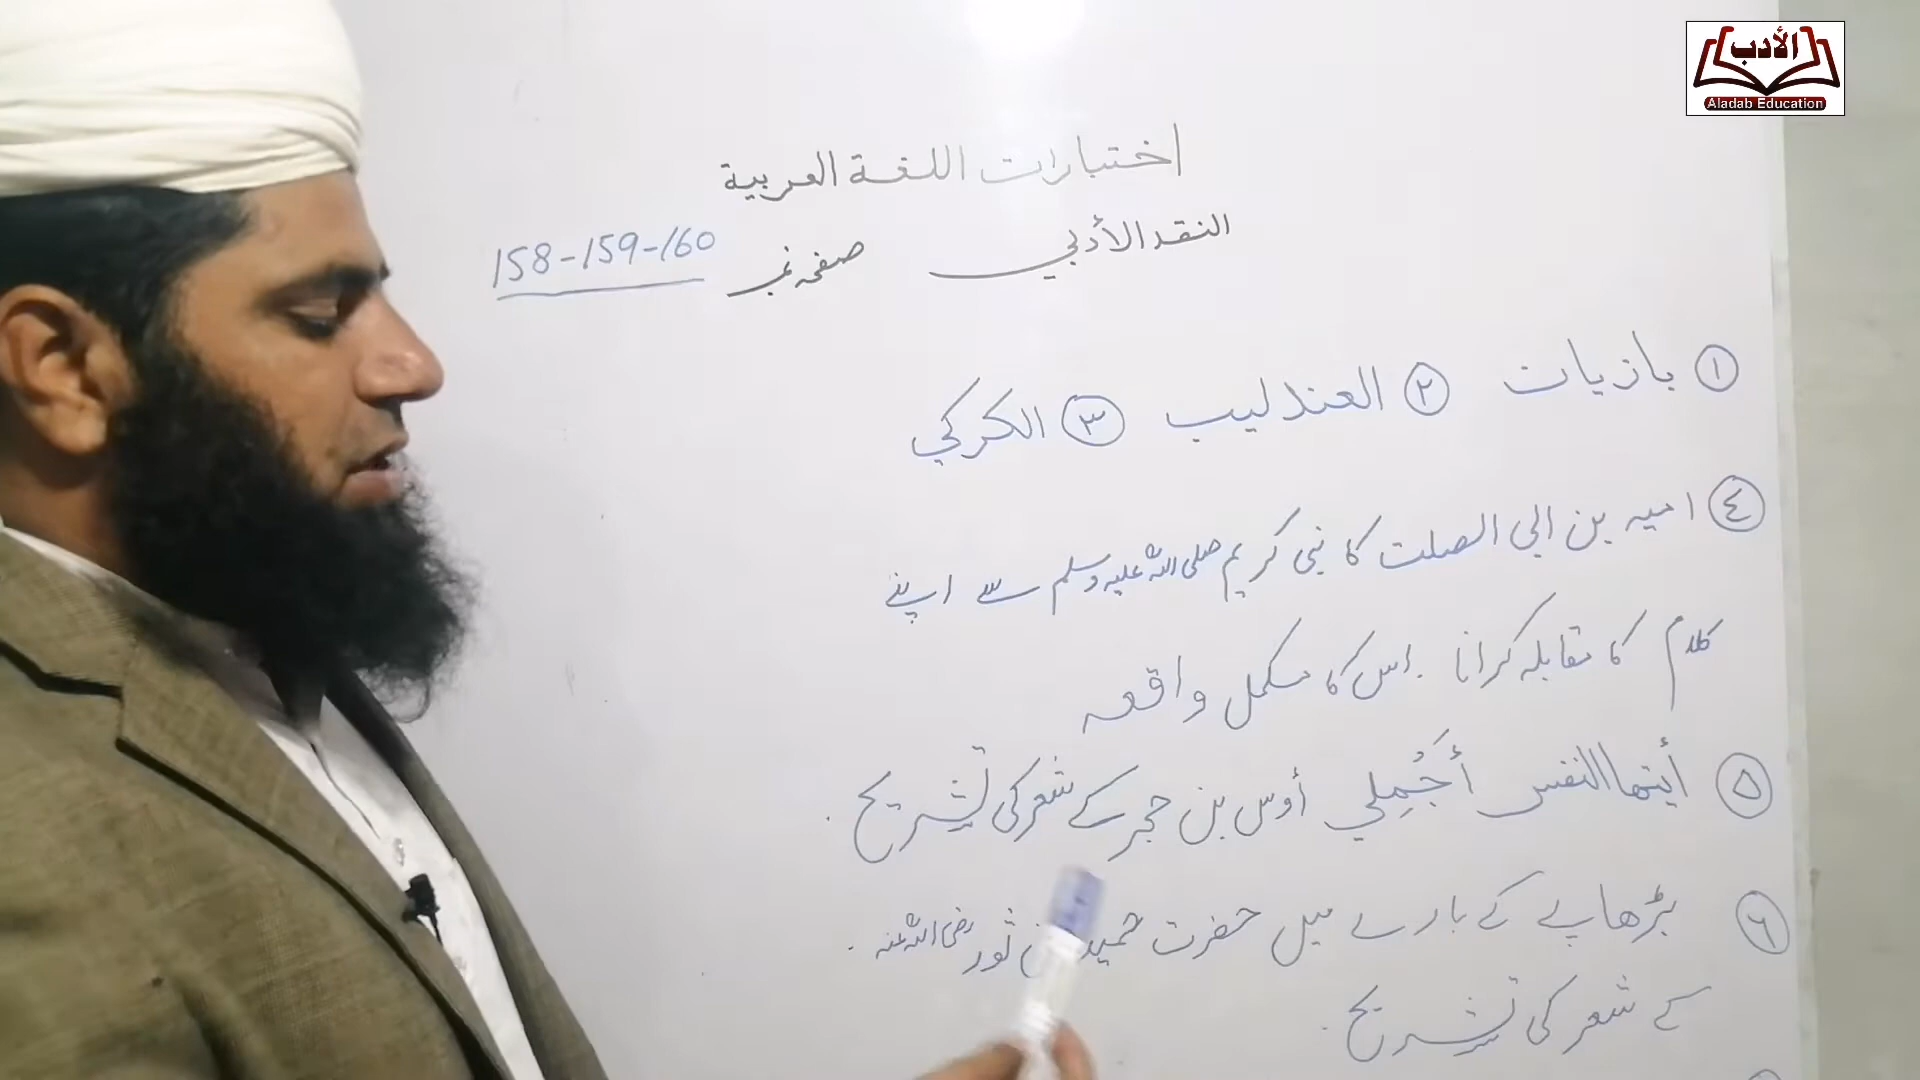 الأدب
Aladab Education
اختبارات اللغة العربية
النقد الأدبي صفحہ نمبر 158-159-160
① بازیات ② العندلیب ③ الکرکي
④ امیہ بن ابی الصلت کا نبی کریم صلی اللہ علیہ وسلم سے اپنے
کلام کا مقابلہ کرانا . اس کا مکمل واقعہ
⑤ أيتها النفس أَجْمِلِي أوس بن حجر کے شعر کی تشریح .
⑥ بڑھاپے کے بارے میں حضرت حمید بن ثور رضی اللہ عنہ .
کے شعر کی تشریح .